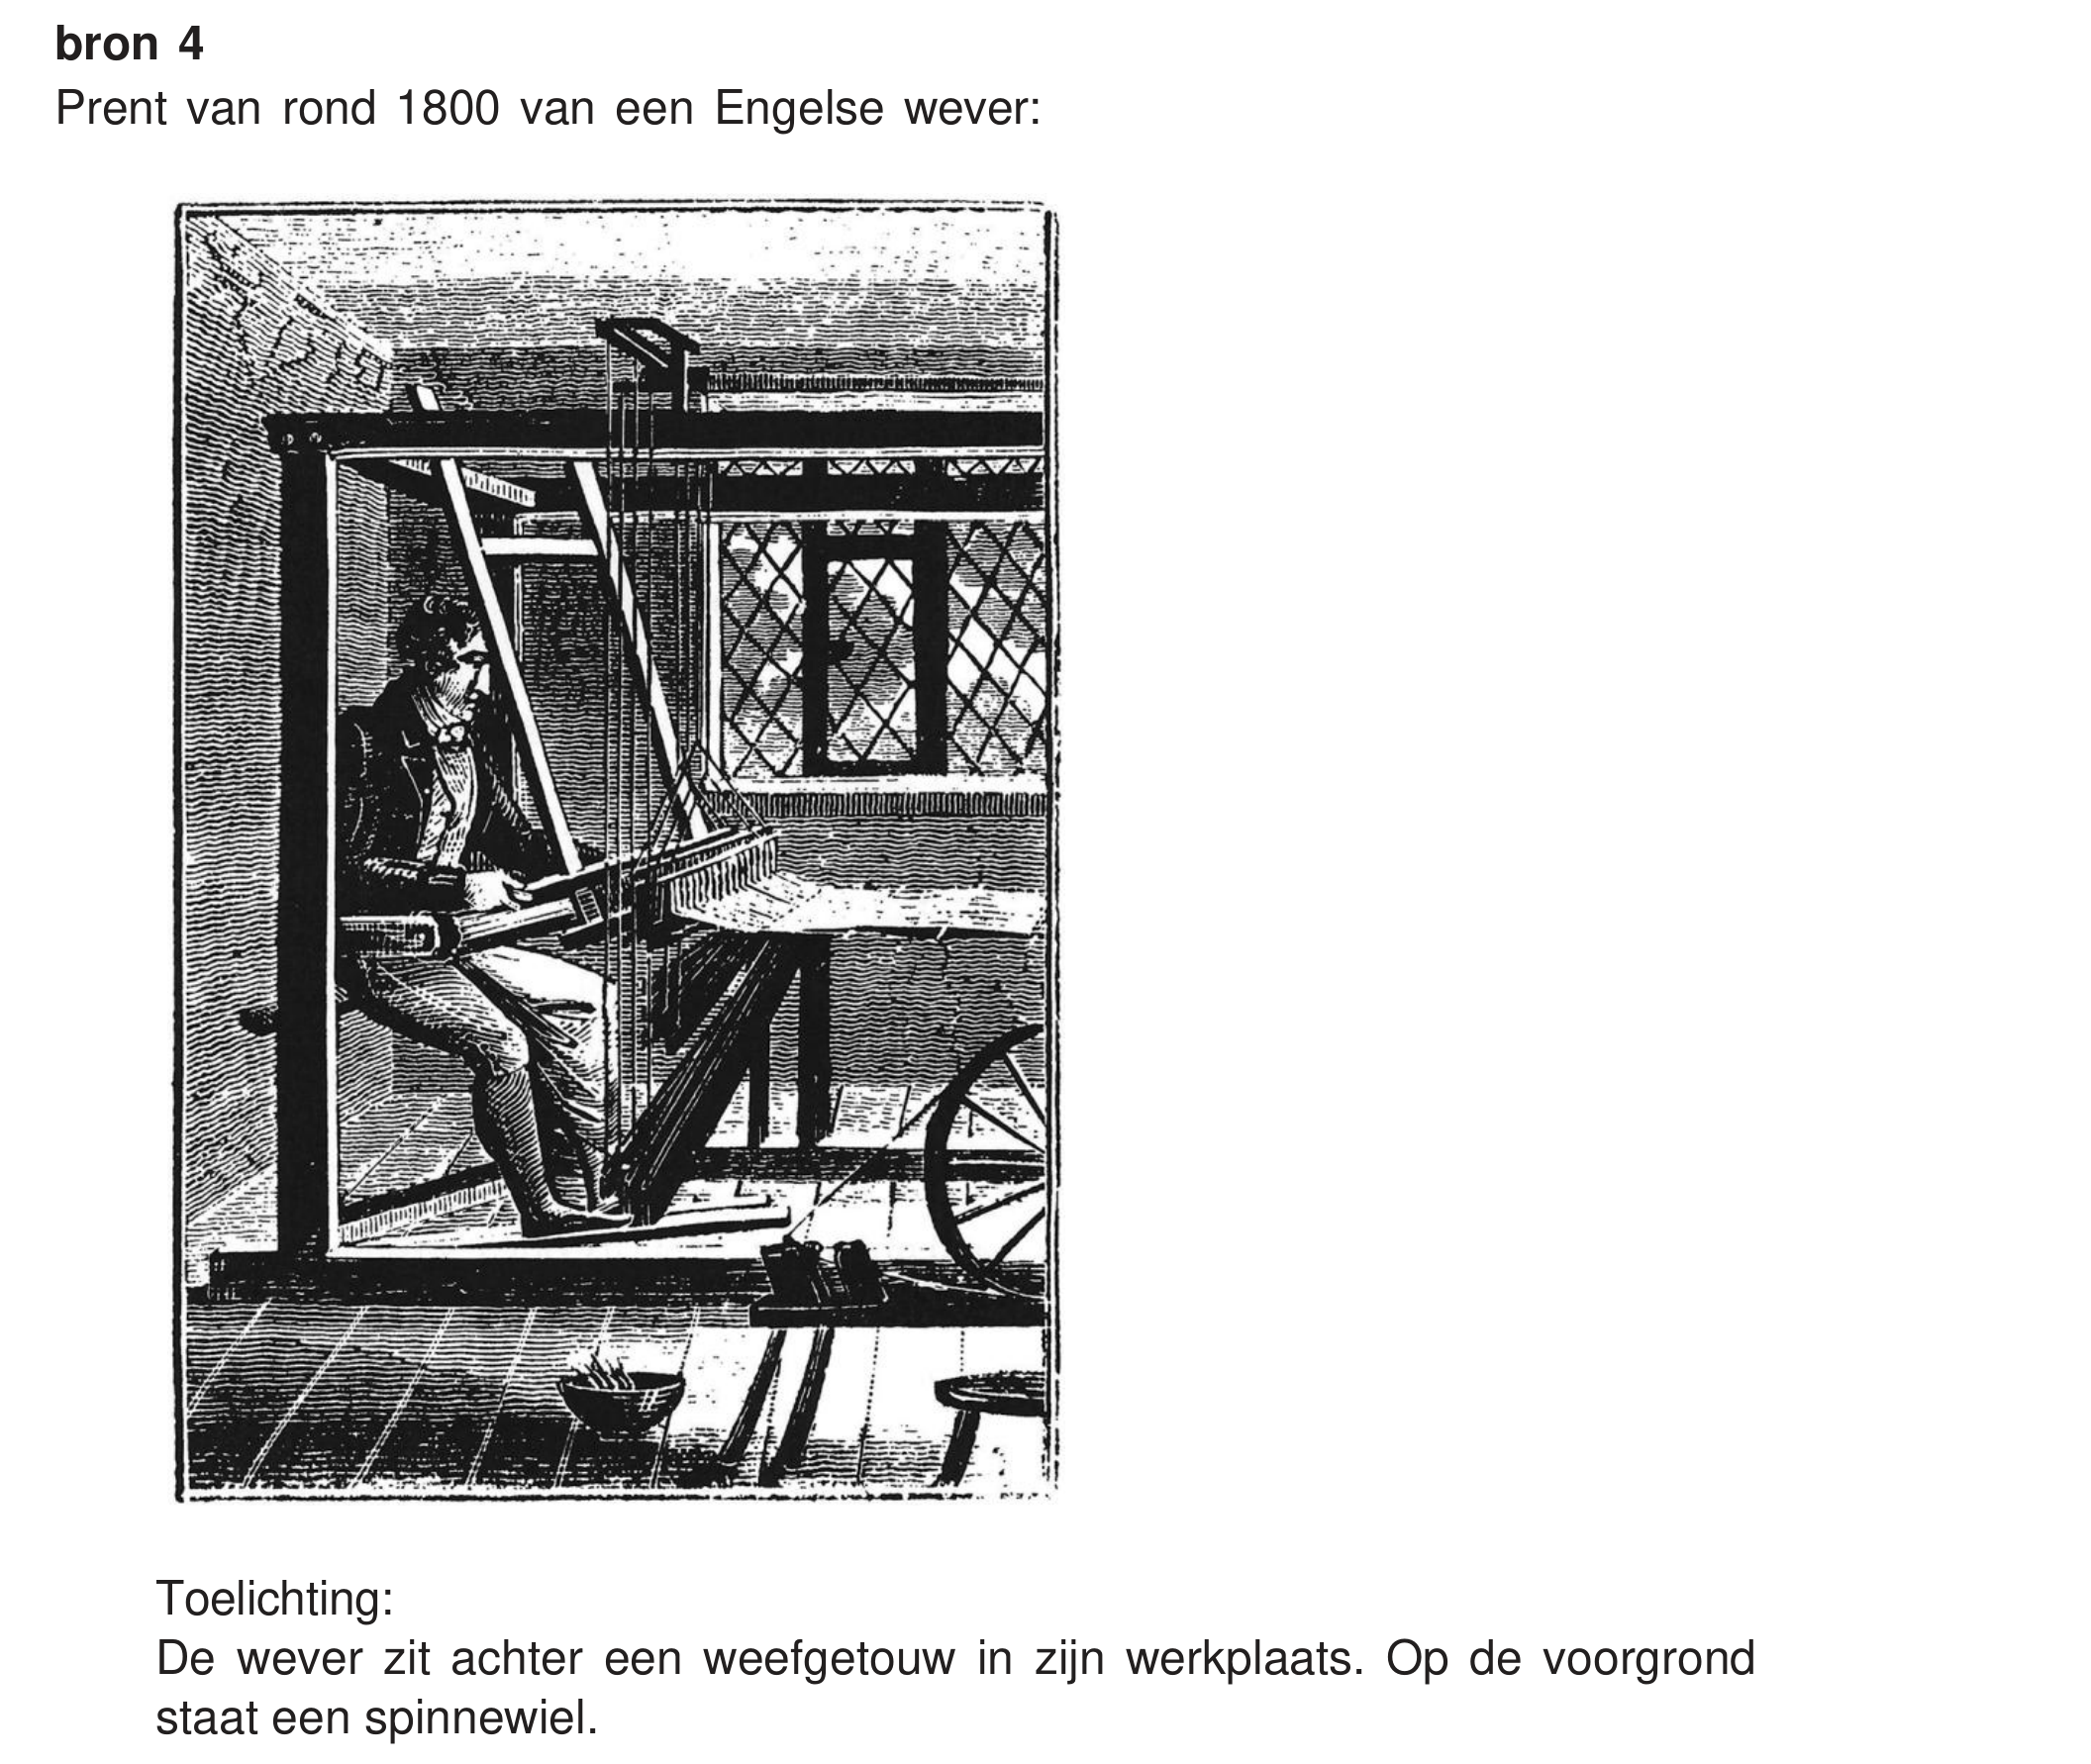 bron 4
Prent van rond 1800 van een Engelse wever:
Toelichting:
De wever zit achter een weefgetouw in zijn werkplaats. Op de voorgrond
staat een spinnewiel.